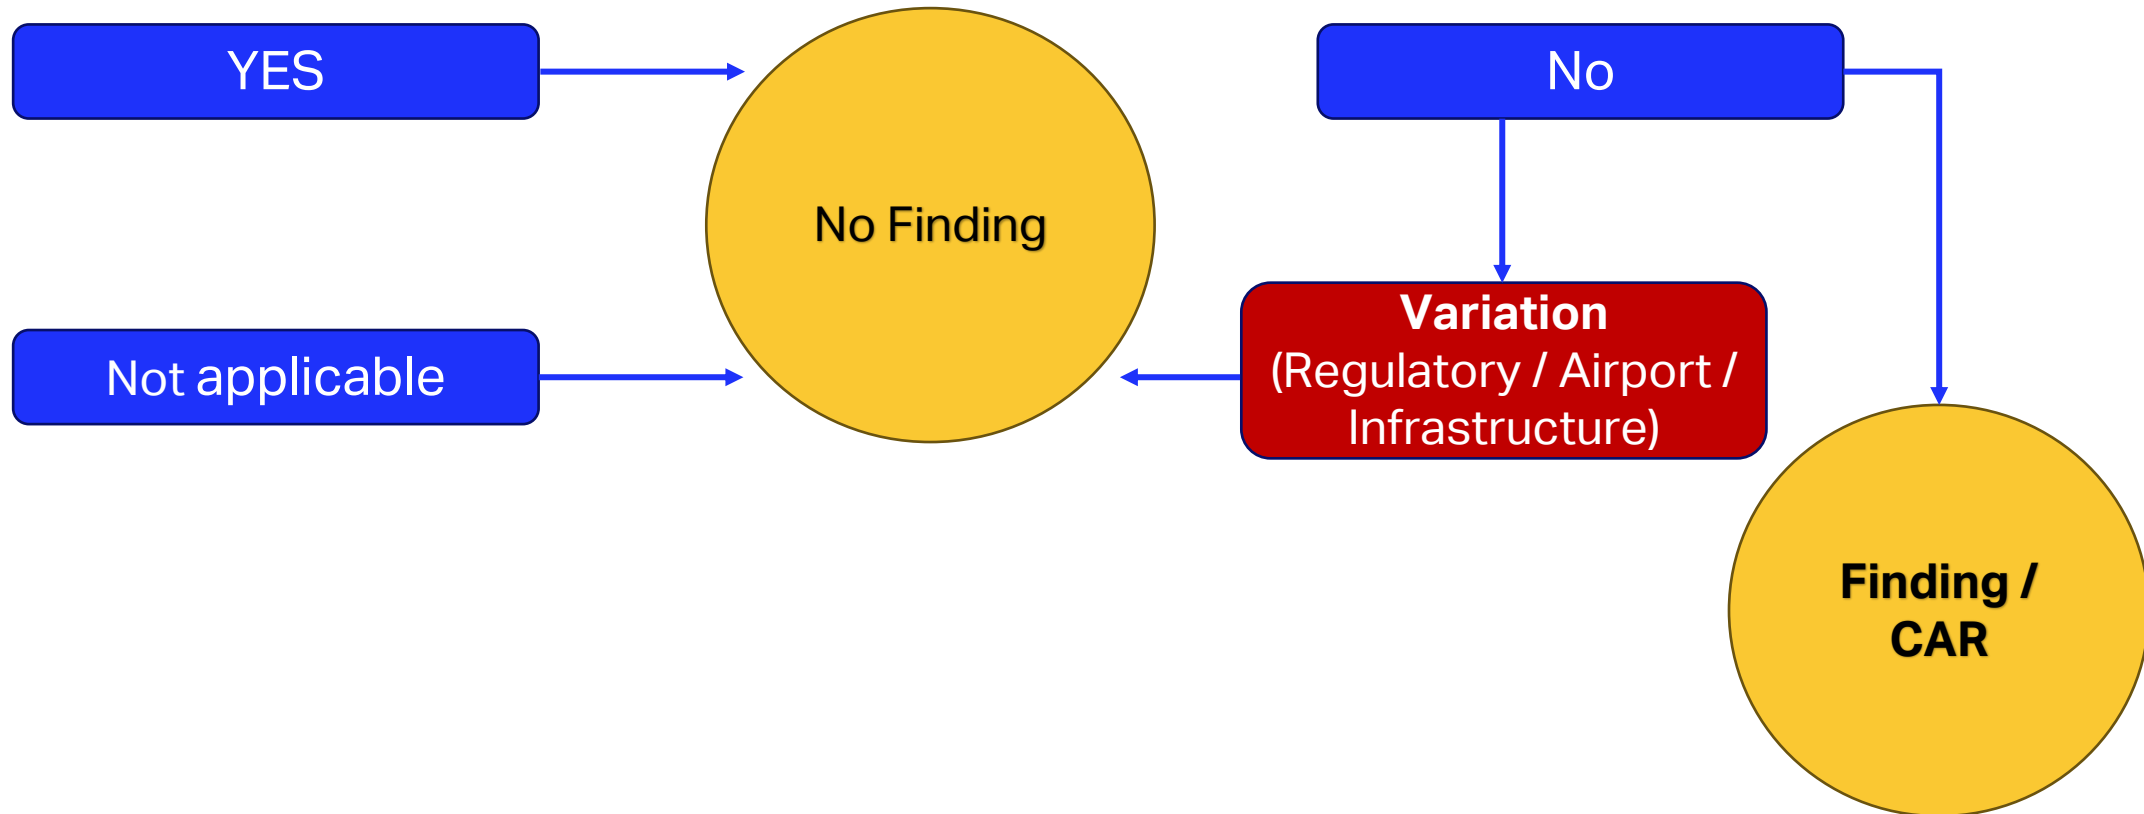 YES
No Finding
Not applicable
No
Variation
(Regulatory / Airport /
Infrastructure)
Finding /
CAR